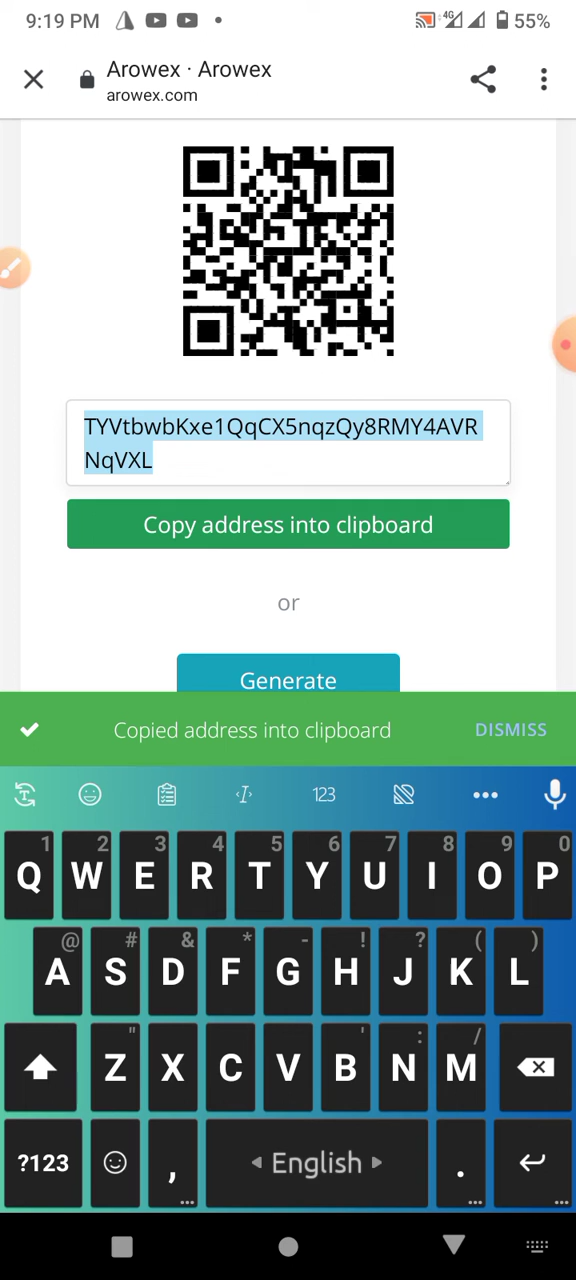 9:19 PM
4G
55%
Arowex · Arowex
arowex.com
TYVtbwbKxe1QqCX5nqzQy8RMY4AVR
NqVXL
Copy address into clipboard
or
Generate
Copied address into clipboard
DISMISS
123
1 2 3 4 5 6 7 8 9 0
Q W E R T Y U I O P
@ # & * - ! ? ( )
A S D F G H J K L
" ' : /
Z X C V B N M
?123 , English .
... ... ...